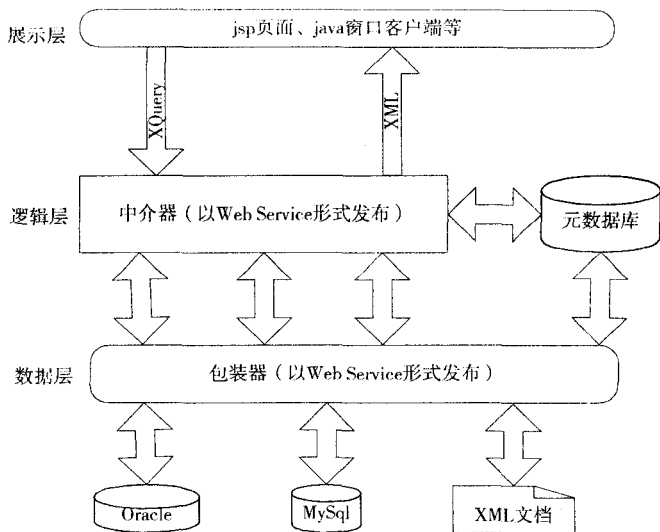 展示层
jsp页面、java窗口客户端等
XQuery
XML
逻辑层
中介器（以Web Service形式发布）
元数据库
数据层
包装器（以Web Service形式发布）
Oracle
MySql
XML文档